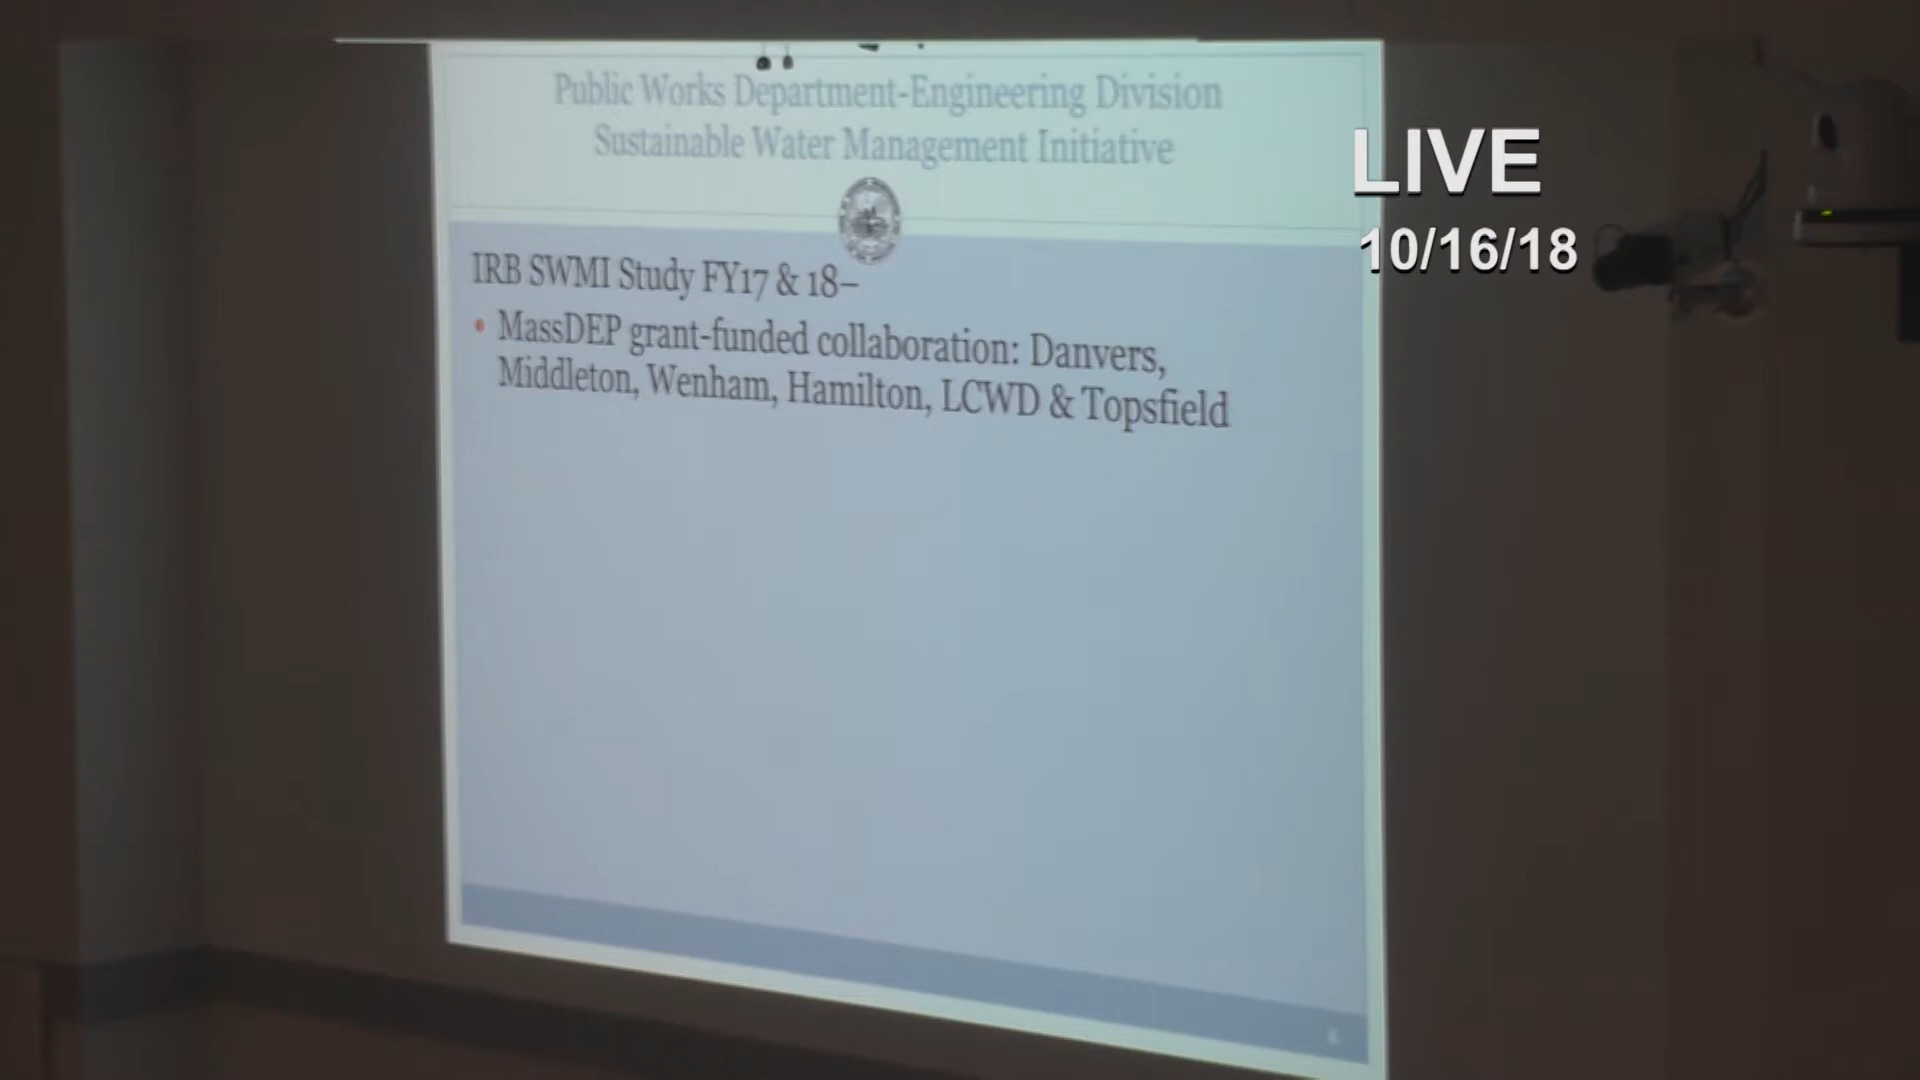 Public Works Department-Engineering Division
Sustainable Water Management Initiative
IRB SWMI Study FY17 & 18–
• MassDEP grant-funded collaboration: Danvers,
Middleton, Wenham, Hamilton, LCWD & Topsfield
LIVE
10/16/18